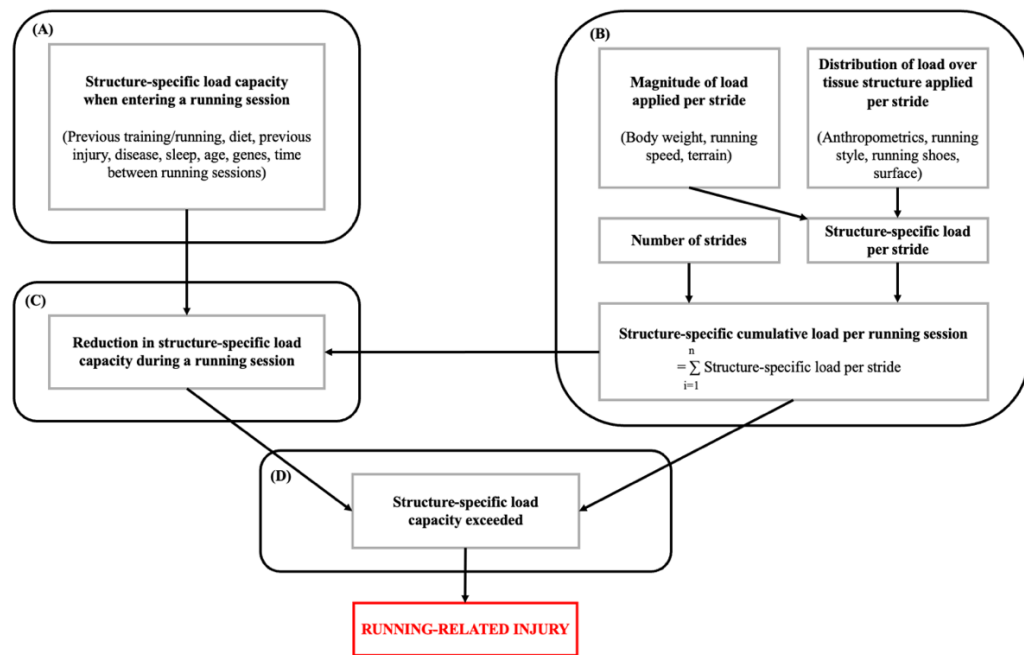 (A)
Structure-specific load capacity
when entering a running session
(Previous training/running, diet, previous
injury, disease, sleep, age, genes, time
between running sessions)
(B)
Magnitude of load
applied per stride
(Body weight, running
speed, terrain)
Distribution of load over
tissue structure applied
per stride
(Anthropometrics, running
style, running shoes,
surface)
Number of strides
Structure-specific load
per stride
Structure-specific cumulative load per running session
n
= ∑ Structure-specific load per stride
i=1
(C)
Reduction in structure-specific load
capacity during a running session
(D)
Structure-specific load
capacity exceeded
RUNNING-RELATED INJURY